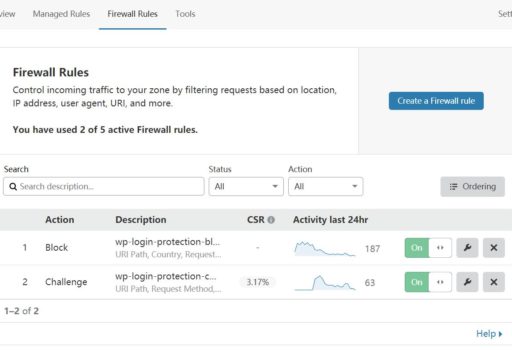 view Managed Rules Firewall Rules Tools Sett
Firewall Rules
Control incoming traffic to your zone by filtering requests based on location,
IP address, user agent, URI, and more.
You have used 2 of 5 active Firewall rules.
Create a Firewall rule
Search Status Action
Search description... All All Ordering
Action Description CSR Activity last 24hr
1 Block wp-login-protection-bl... - 187 On
URI Path, Country, Request...
2 Challenge wp-login-protection-c... 3.17% 63 On
URI Path, Request Method,...
1–2 of 2
Help